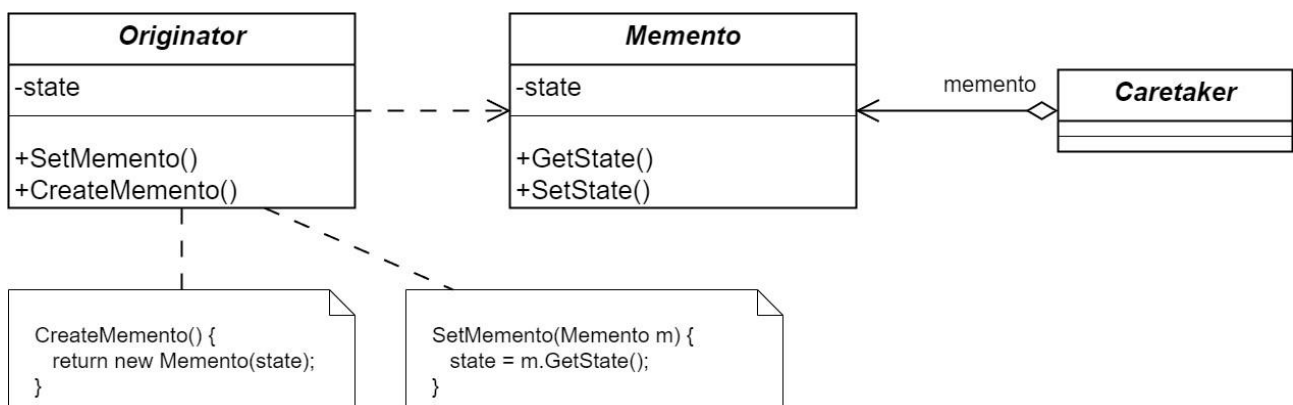 Originator
-state
+SetMemento()
+CreateMemento()
Memento
-state
+GetState()
+SetState()
memento
Caretaker
CreateMemento() {
return new Memento(state);
}
SetMemento(Memento m) {
state = m.GetState();
}